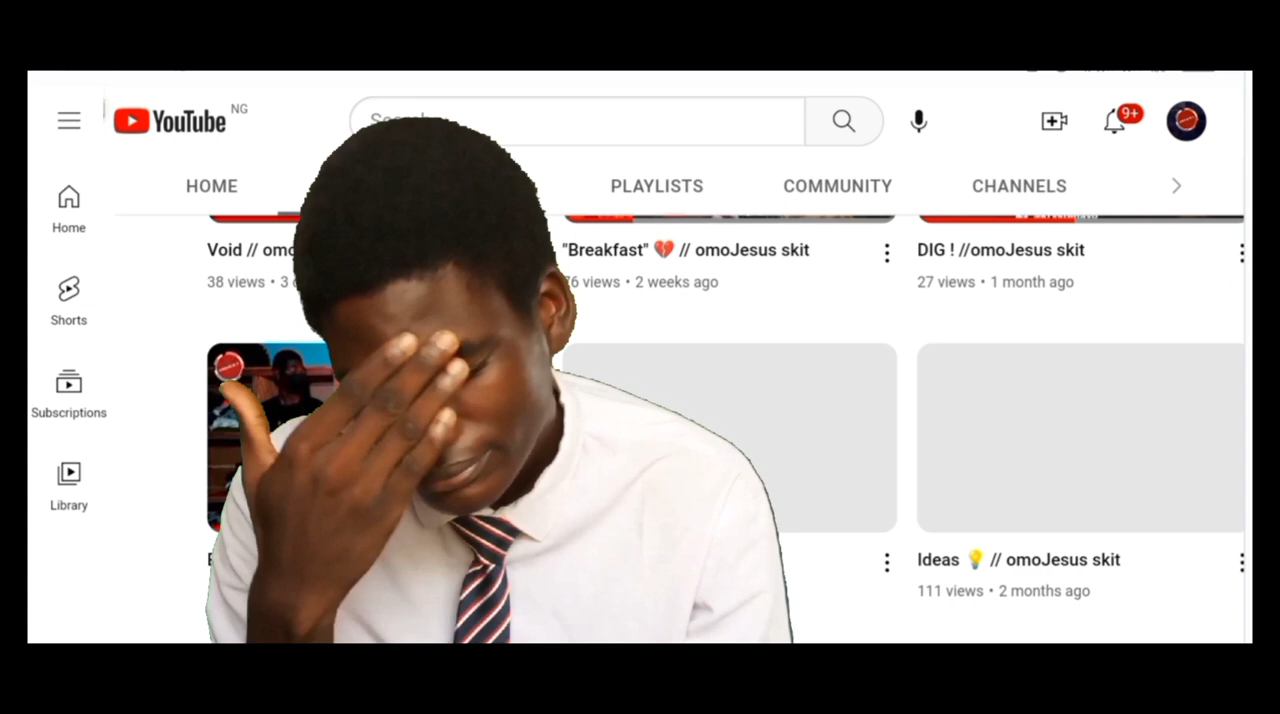 YouTube NG
9+
HOME
PLAYLISTS
COMMUNITY
CHANNELS
Home
Shorts
Subscriptions
Library
Void //
38 views • 3
"Breakfast" 💔 // omoJesus skit
views • 2 weeks ago
DIG ! //omoJesus skit
27 views • 1 month ago
Ideas 💡 // omoJesus skit
111 views • 2 months ago